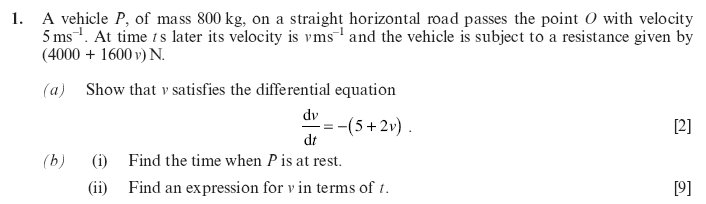 1. A vehicle P, of mass 800 kg, on a straight horizontal road passes the point O with velocity
5 ms⁻¹. At time t s later its velocity is vms⁻¹ and the vehicle is subject to a resistance given by
(4000 + 1600v) N.
(a) Show that v satisfies the differential equation
dv/dt = −(5 + 2v) . [2]
(b) (i) Find the time when P is at rest.
(ii) Find an expression for v in terms of t. [9]